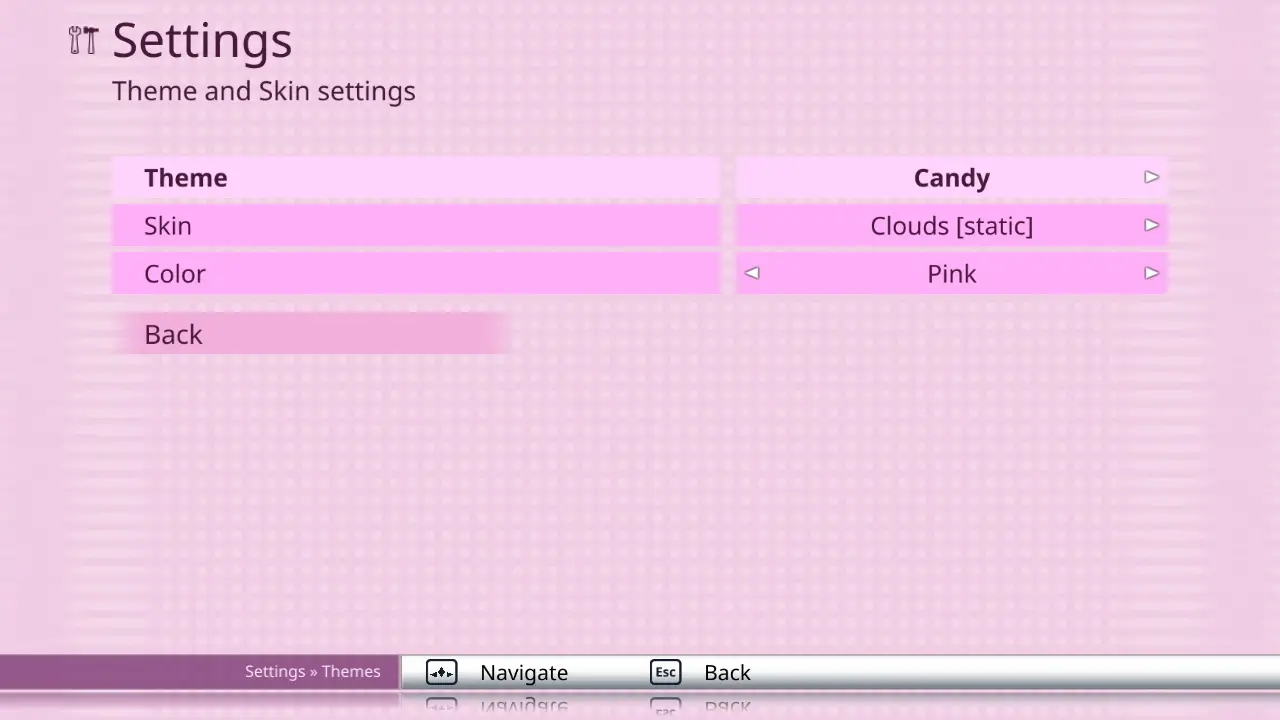 Settings
Theme and Skin settings
Theme Candy
Skin Clouds [static]
Color Pink
Back
Settings » Themes Navigate Esc Back